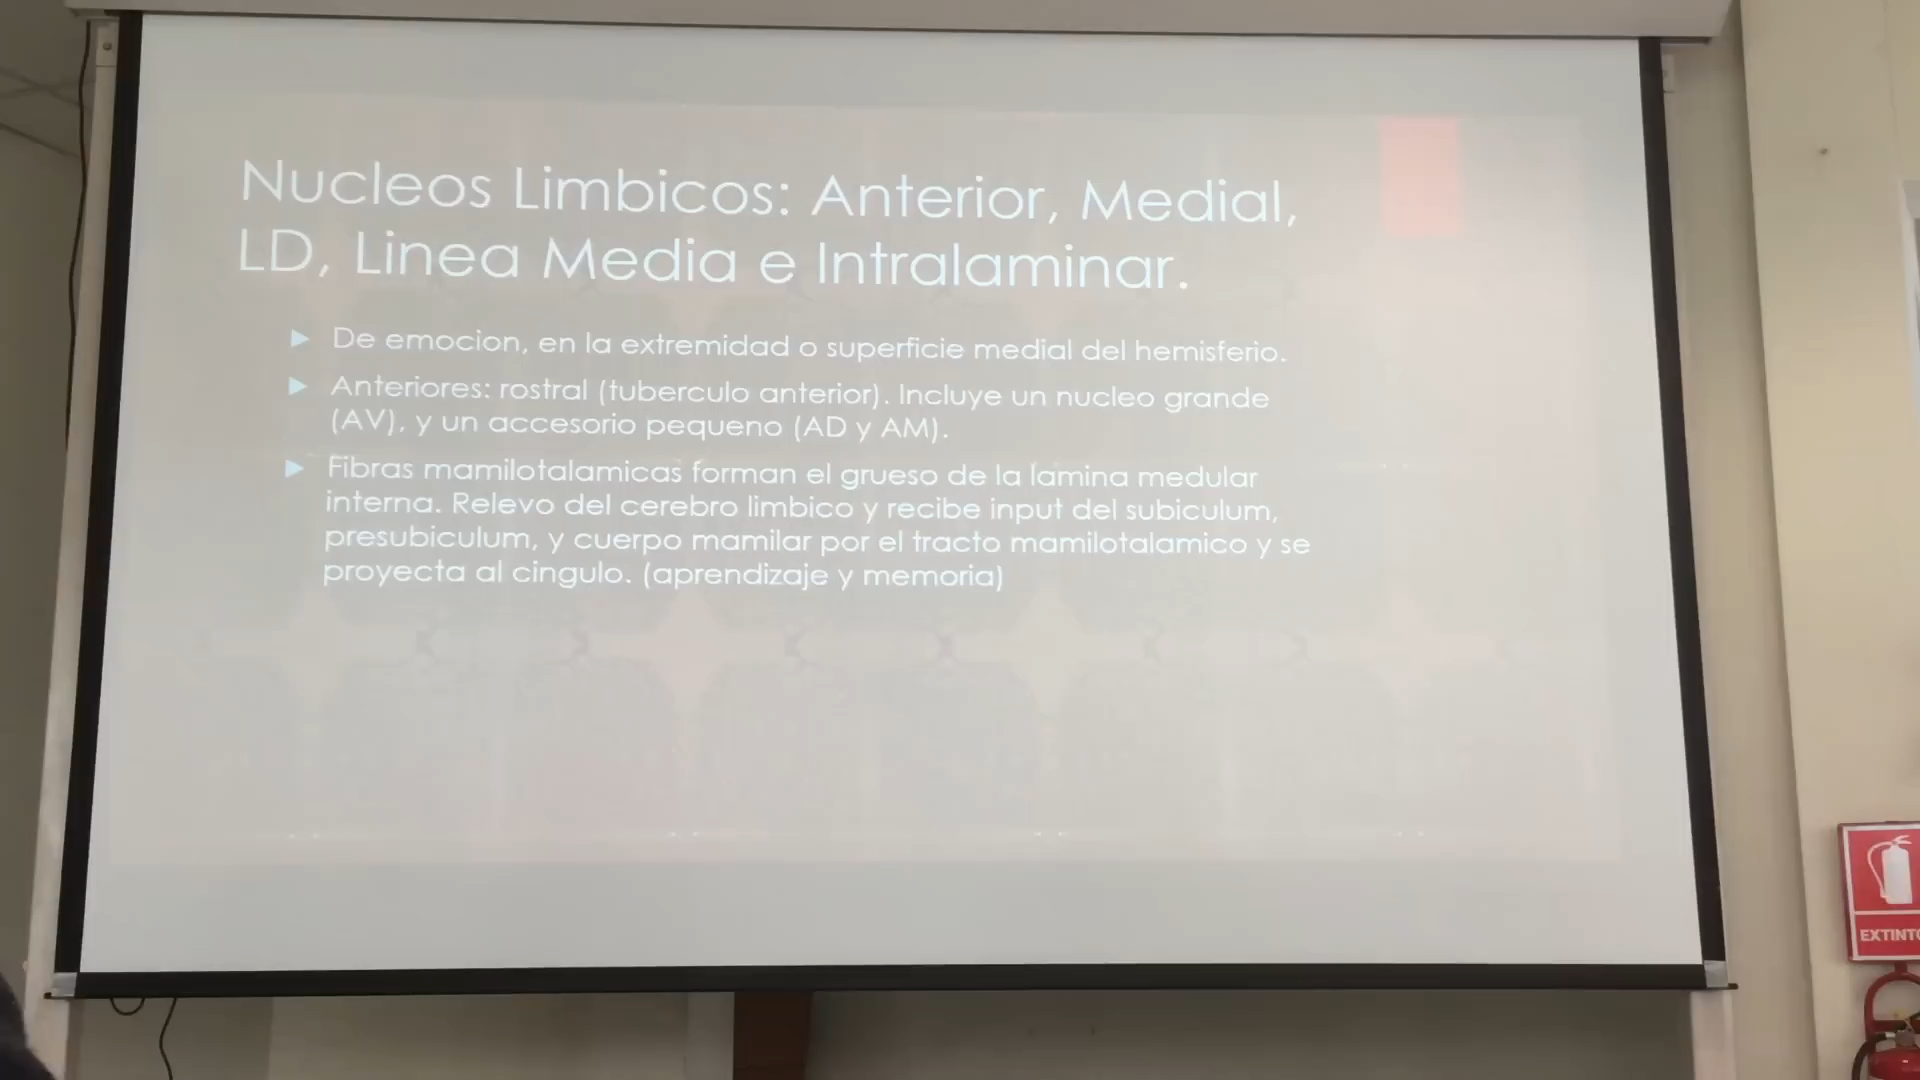 Nucleos Limbicos: Anterior, Medial,
LD, Linea Media e Intralaminar.
De emocion, en la extremidad o superficie medial del hemisferio.
Anteriores: rostral (tuberculo anterior). Incluye un nucleo grande
(AV), y un accesorio pequeno (AD y AM).
Fibras mamilotalamicas forman el grueso de la lamina medular
interna. Relevo del cerebro limbico y recibe input del subiculum,
presubiculum, y cuerpo mamilar por el tracto mamilotalamico y se
proyecta al cingulo. (aprendizaje y memoria)
EXTINTO